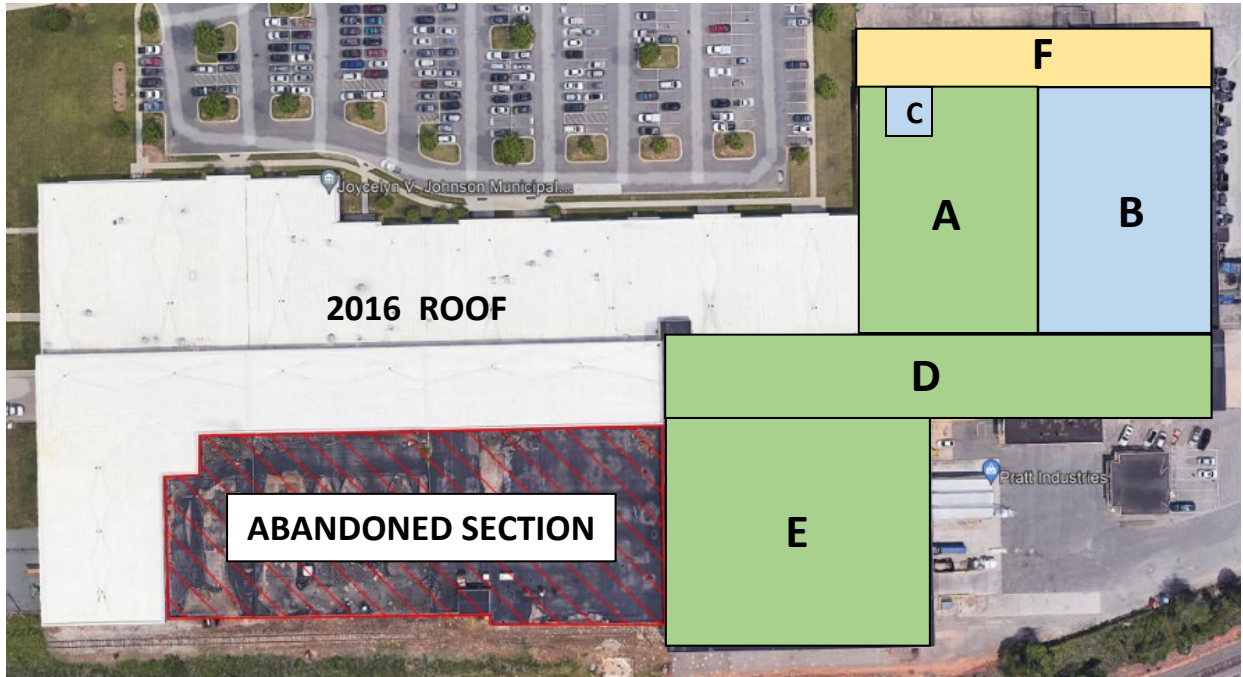 F
C
Joycelyn V. Johnson Municipal...
A
B
2016 ROOF
D
Pratt Industries
ABANDONED SECTION
E